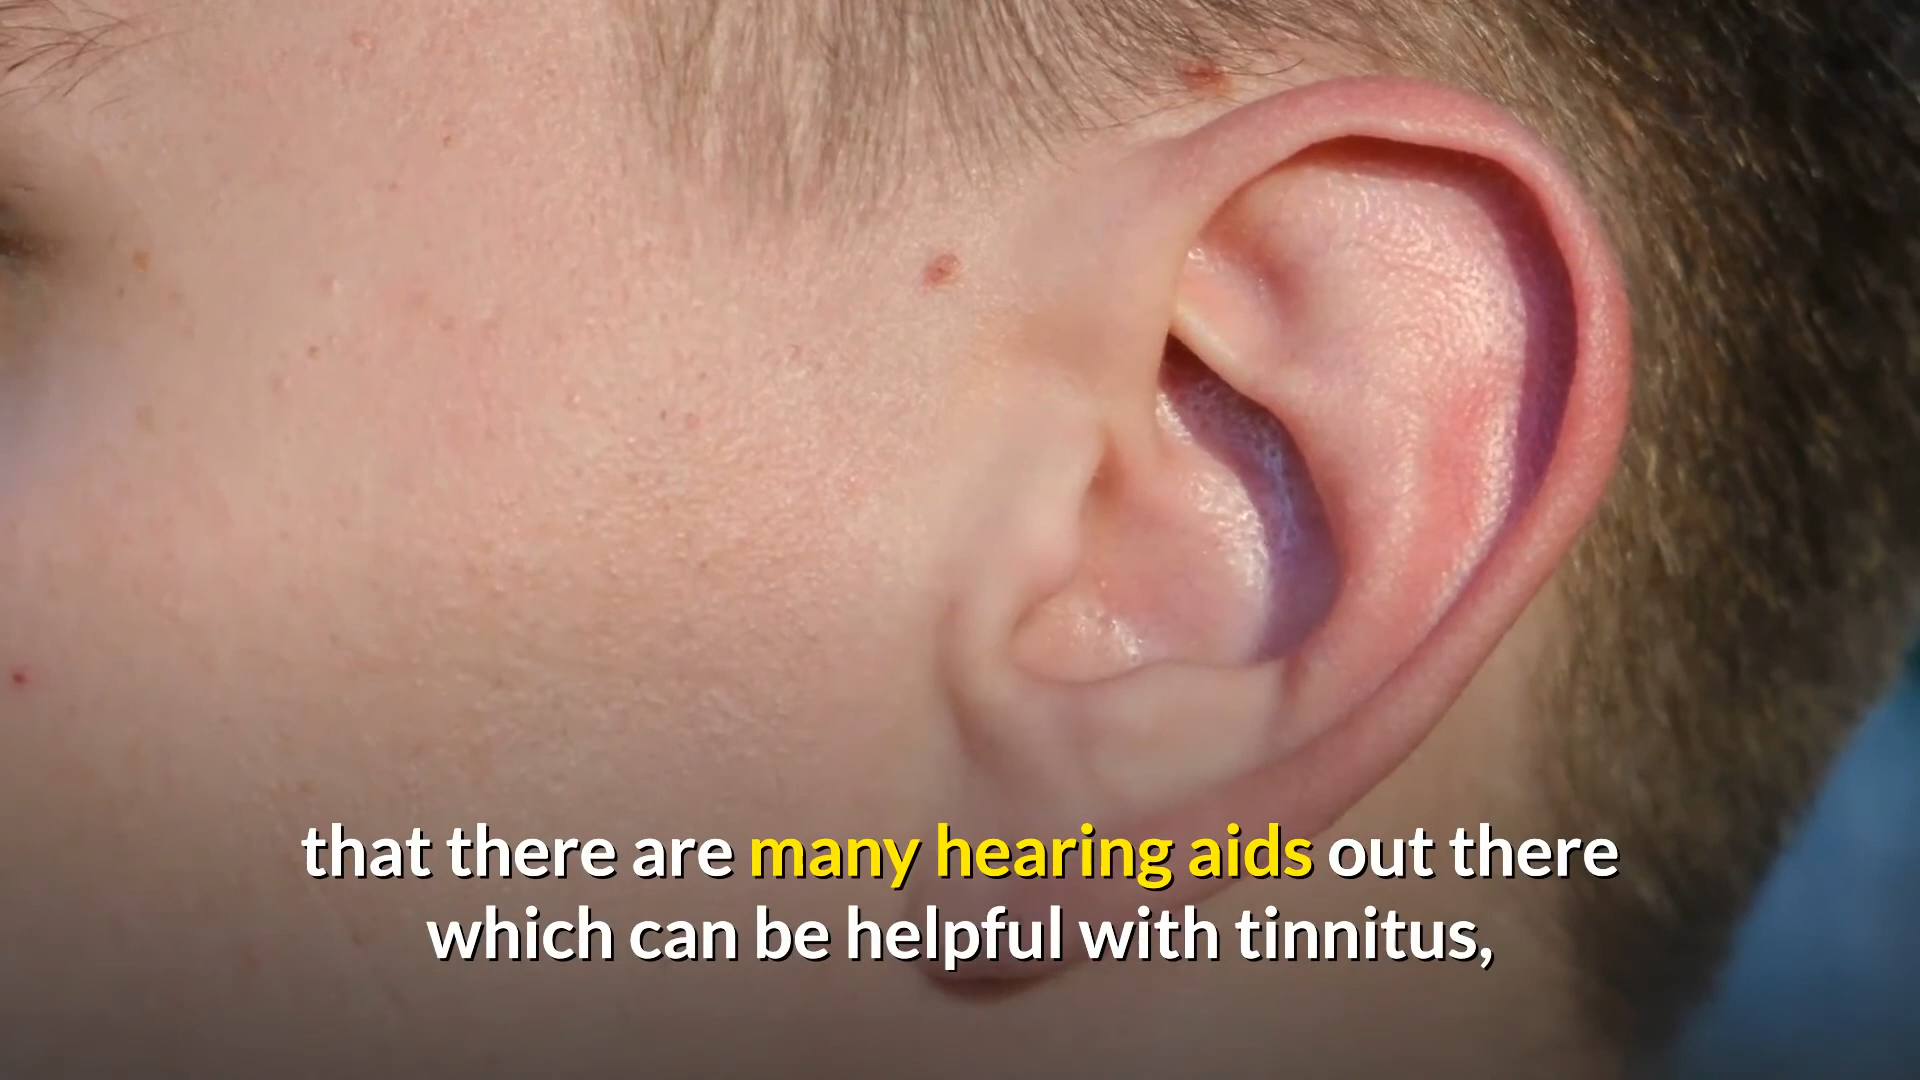 that there are many hearing aids out there
which can be helpful with tinnitus,